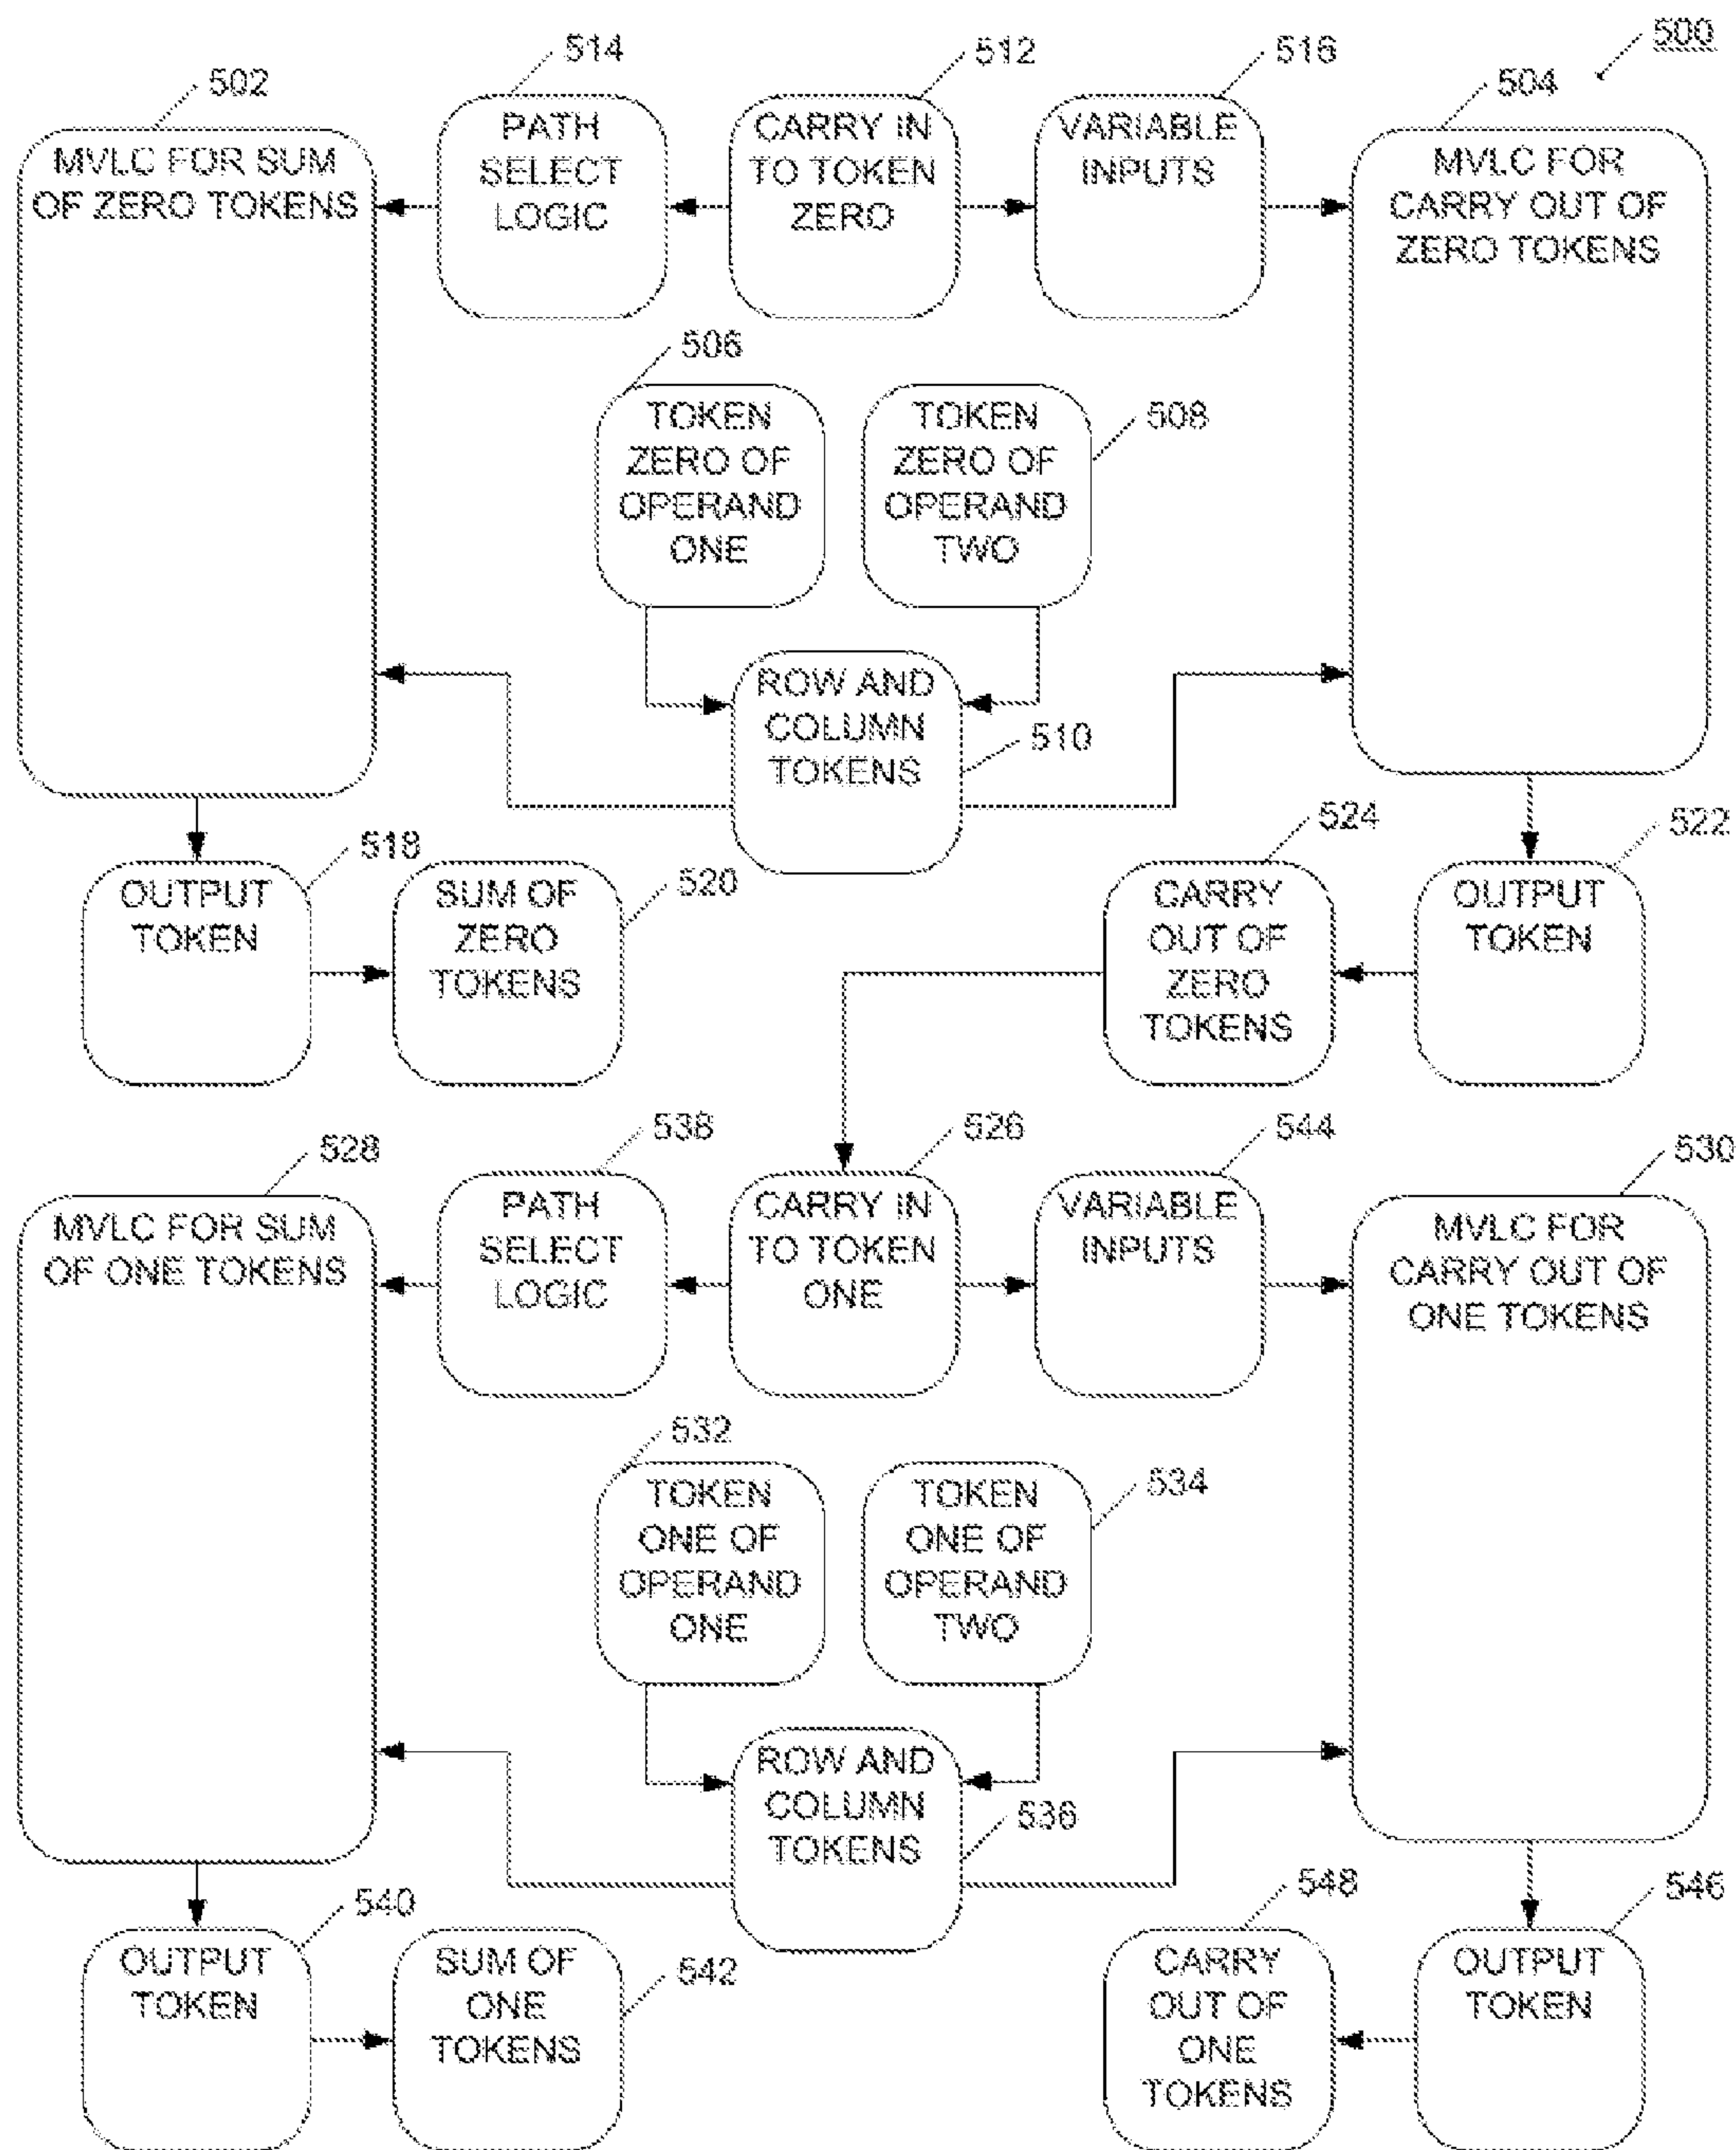 500
502
514
512
516
504
MVLC FOR SUM
OF ZERO TOKENS
PATH
SELECT
LOGIC
CARRY IN
TO TOKEN
ZERO
VARIABLE
INPUTS
MVLC FOR
CARRY OUT OF
ZERO TOKENS
506
508
TOKEN
ZERO OF
OPERAND
ONE
TOKEN
ZERO OF
OPERAND
TWO
ROW AND
COLUMN
TOKENS
510
518
520
524
522
OUTPUT
TOKEN
SUM OF
ZERO
TOKENS
CARRY
OUT OF
ZERO
TOKENS
OUTPUT
TOKEN
528
538
526
544
530
MVLC FOR SUM
OF ONE TOKENS
PATH
SELECT
LOGIC
CARRY IN
TO TOKEN
ONE
VARIABLE
INPUTS
MVLC FOR
CARRY OUT OF
ONE TOKENS
532
534
TOKEN
ONE OF
OPERAND
ONE
TOKEN
ONE OF
OPERAND
TWO
ROW AND
COLUMN
TOKENS
536
540
542
548
546
OUTPUT
TOKEN
SUM OF
ONE
TOKENS
CARRY
OUT OF
ONE
TOKENS
OUTPUT
TOKEN